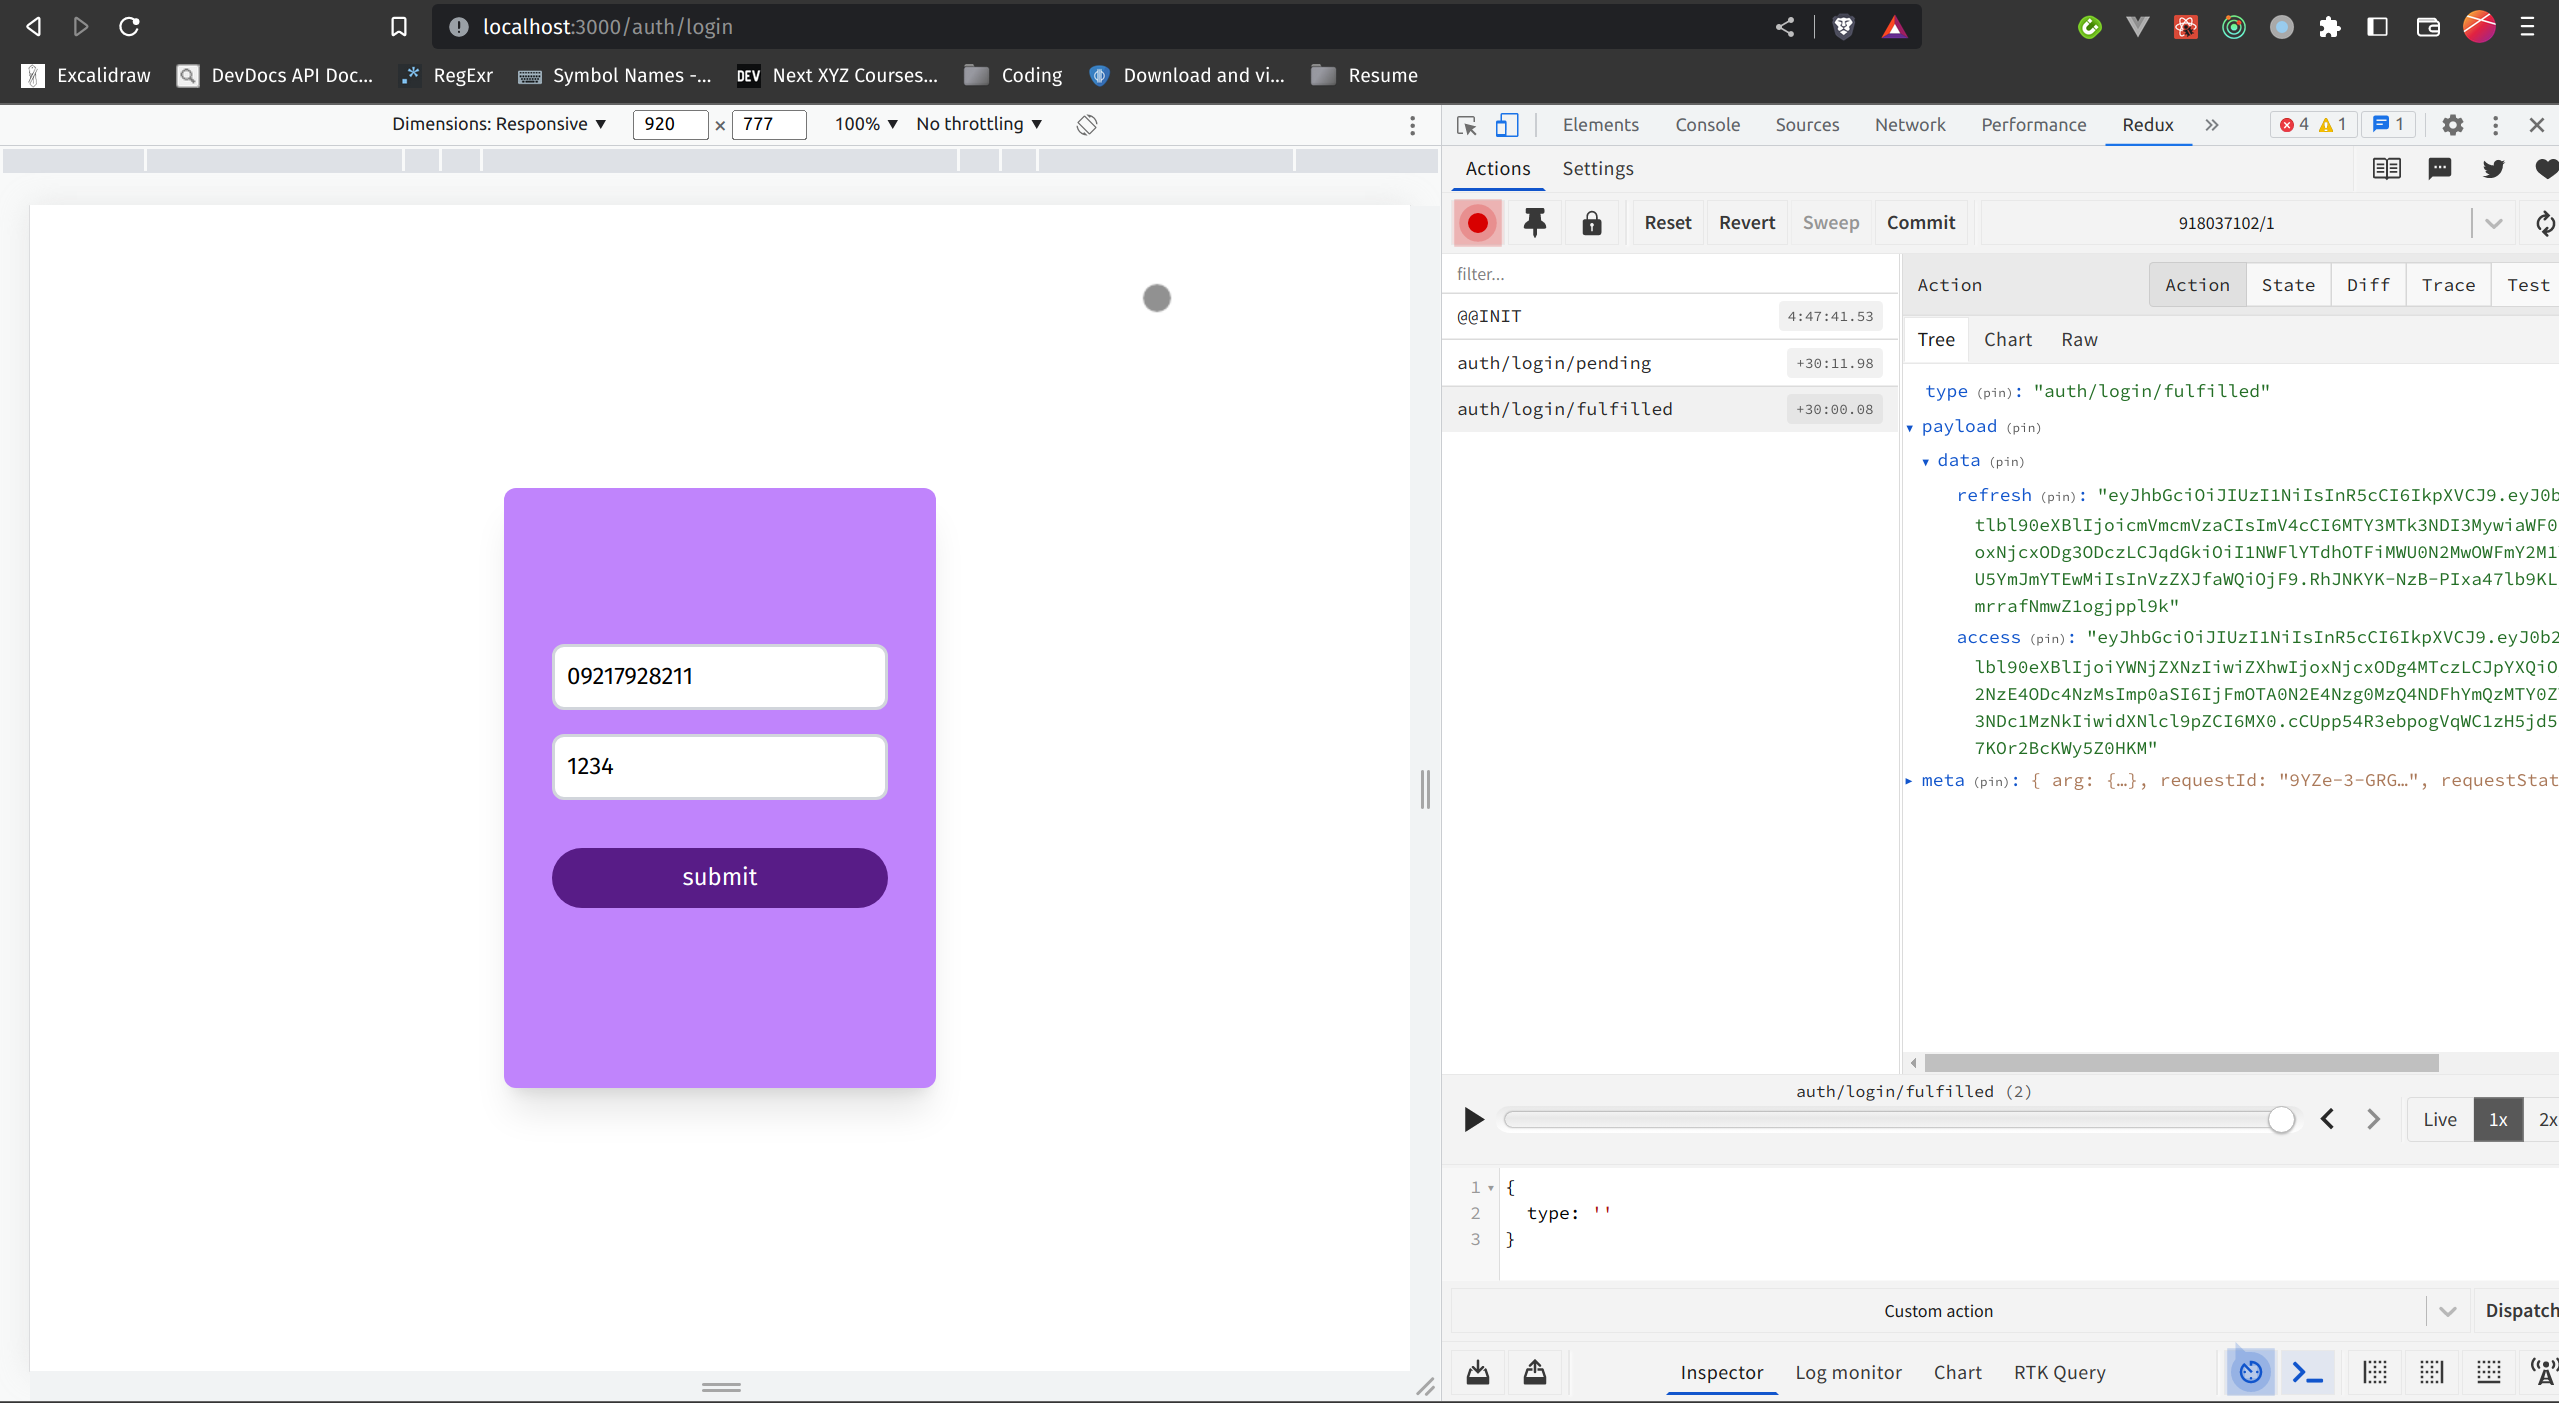 localhost:3000/auth/login
Excalidraw
DevDocs API Doc...
RegExr
Symbol Names -...
DEV Next XYZ Courses...
Coding
Download and vi...
Resume
Dimensions: Responsive ▼ 920 × 777 100% ▼ No throttling ▼
Elements Console Sources Network Performance Redux » 4 1 1
Actions Settings
Reset Revert Sweep Commit 918037102/1
filter...
@@INIT 4:47:41.53
auth/login/pending +30:11.98
auth/login/fulfilled +30:00.08
Action Action State Diff Trace Test
Tree Chart Raw
type (pin): "auth/login/fulfilled"
payload (pin)
data (pin)
refresh (pin): "eyJhbGciOiJIUzI1NiIsInR5cCI6IkpXVCJ9.eyJ0b
tlbl90eXBlIjoicmVmcmVzaCIsImV4cCI6MTY3MTk3NDI3MywiaWF0
oxNjcxODg3ODczLCJqdGkiOiI1NWFlYTdhOTFiMWU0N2MwOWFmY2M1
U5YmJmYTEwMiIsInVzZXJfaWQiOjF9.RhJNKYK-NzB-PIxa47lb9KL
mrrafNmwZ1ogjppl9k"
access (pin): "eyJhbGciOiJIUzI1NiIsInR5cCI6IkpXVCJ9.eyJ0b2
lbl90eXBlIjoiYWNjZXNzIiwiZXhwIjoxNjcxODg4MTczLCJpYXQiO
2NzE4ODc4NzMsImp0aSI6IjFmOTA0N2E4Nzg0MzQ4NDFhYmQzMTY0Z
3NDc1MzNkIiwidXNlcl9pZCI6MX0.cCUpp54R3ebpogVqWC1zH5jd5
7KOr2BcKWy5Z0HKM"
meta (pin): { arg: {…}, requestId: "9YZe-3-GRG…", requestStat
09217928211
1234
submit
auth/login/fulfilled (2)
Live 1x 2x
1 {
2 type: ''
3 }
Custom action Dispatch
Inspector Log monitor Chart RTK Query